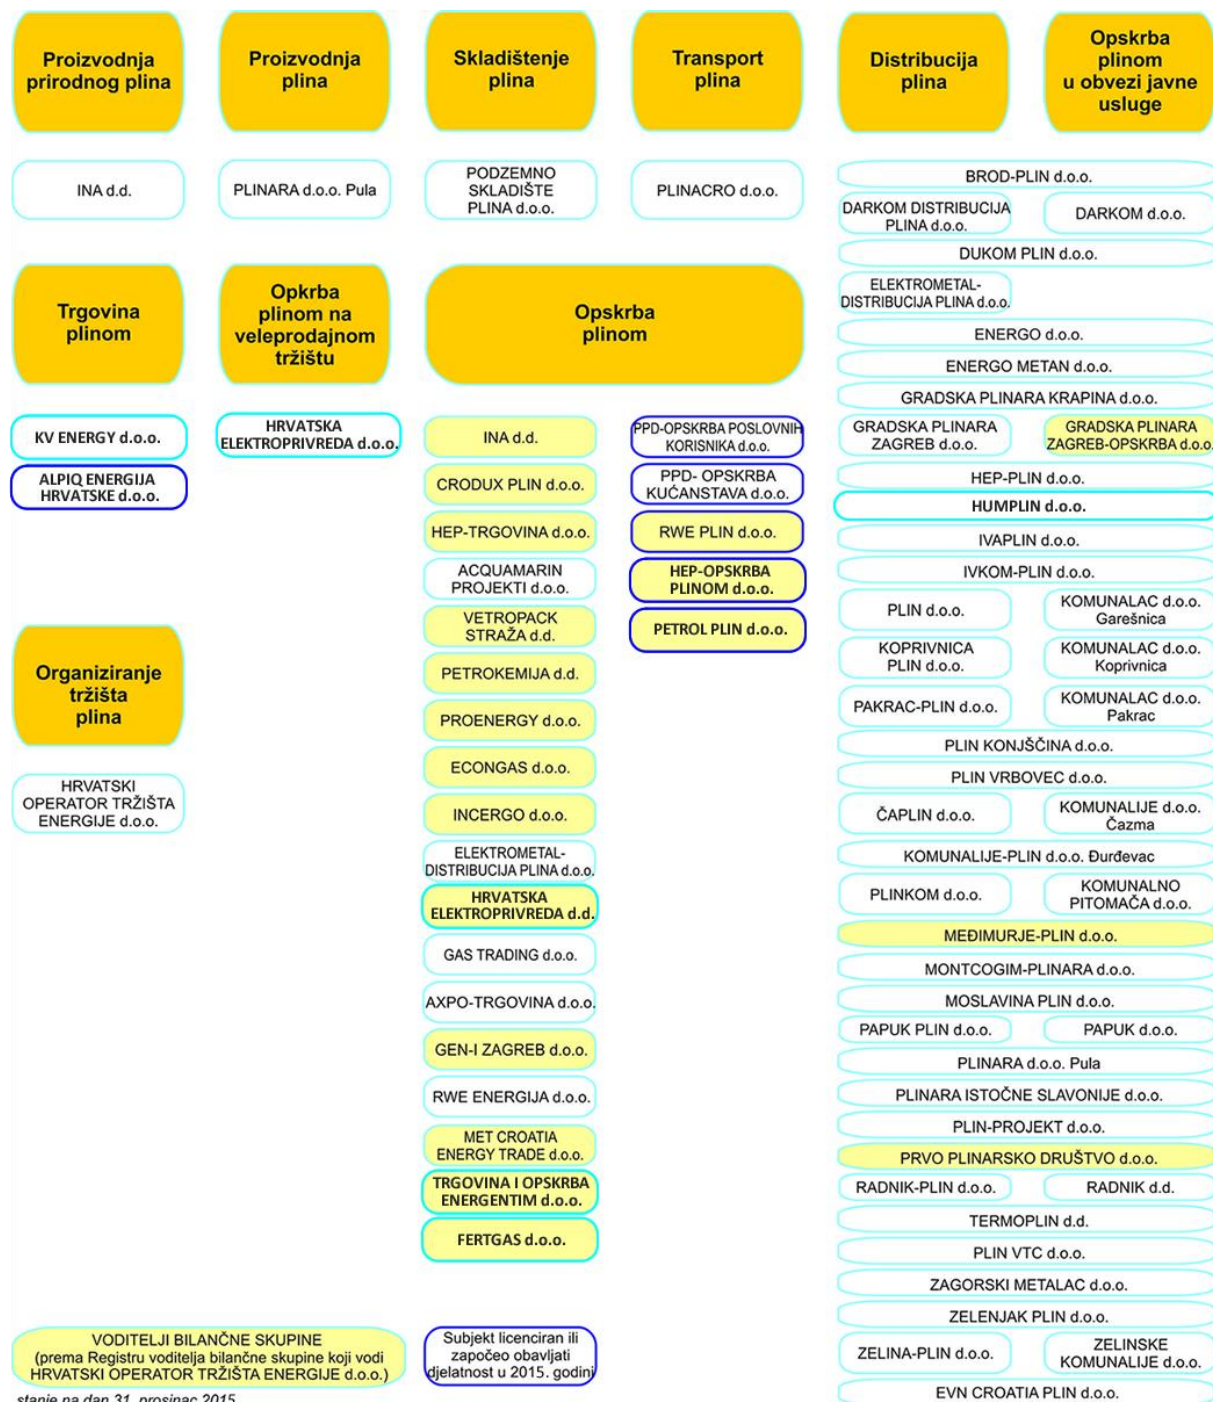 Proizvodnja
prirodnog plina
Proizvodnja
plina
Skladištenje
plina
Transport
plina
Distribucija
plina
Opskrba
plinom
u obvezi javne
usluge
INA d.d.
PLINARA d.o.o. Pula
PODZEMNO
SKLADIŠTE
PLINA d.o.o.
PLINACRO d.o.o.
Trgovina
plinom
Opkrba
plinom na
veleprodajnom
tržištu
Opskrba
plinom
KV ENERGY d.o.o.
ALPIQ ENERGIJA
HRVATSKE d.o.o.
HRVATSKA
ELEKTROPRIVREDA d.o.o.
Organiziranje
tržišta
plina
HRVATSKI
OPERATOR TRŽIŠTA
ENERGIJE d.o.o.
INA d.d.
CRODUX PLIN d.o.o.
HEP-TRGOVINA d.o.o.
ACQUAMARIN
PROJEKTI d.o.o.
VETROPACK
STRAŽA d.d.
PETROKEMIJA d.d.
PROENERGY d.o.o.
ECONGAS d.o.o.
INCERGO d.o.o.
ELEKTROMETAL-
DISTRIBUCIJA PLINA d.o.o.
HRVATSKA
ELEKTROPRIVREDA d.d.
GAS TRADING d.o.o.
AXPO-TRGOVINA d.o.o.
GEN-I ZAGREB d.o.o.
RWE ENERGIJA d.o.o.
MET CROATIA
ENERGY TRADE d.o.o.
TRGOVINA I OPSKRBA
ENERGENTIM d.o.o.
FERTGAS d.o.o.
PPD-OPSKRBA POSLOVNIH
KORISNIKA d.o.o.
PPD- OPSKRBA
KUĆANSTAVA d.o.o.
RWE PLIN d.o.o.
HEP-OPSKRBA
PLINOM d.o.o.
PETROL PLIN d.o.o.
BROD-PLIN d.o.o.
DARKOM DISTRIBUCIJA
PLINA d.o.o.
DARKOM d.o.o.
DUKOM PLIN d.o.o.
ELEKTROMETAL-
DISTRIBUCIJA PLINA d.o.o.
ENERGO d.o.o.
ENERGO METAN d.o.o.
GRADSKA PLINARA KRAPINA d.o.o.
GRADSKA PLINARA
ZAGREB d.o.o.
GRADSKA PLINARA
ZAGREB-OPSKRBA d.o.o.
HEP-PLIN d.o.o.
HUMPLIN d.o.o.
IVAPLIN d.o.o.
IVKOM-PLIN d.o.o.
PLIN d.o.o.
KOMUNALAC d.o.o.
Garešnica
KOPRIVNICA
PLIN d.o.o.
KOMUNALAC d.o.o.
Koprivnica
PAKRAC-PLIN d.o.o.
KOMUNALAC d.o.o.
Pakrac
PLIN KONJŠČINA d.o.o.
PLIN VRBOVEC d.o.o.
ČAPLIN d.o.o.
KOMUNALIJE d.o.o.
Čazma
KOMUNALIJE-PLIN d.o.o. Đurđevac
PLINKOM d.o.o.
KOMUNALNO
PITOMAČA d.o.o.
MEĐIMURJE-PLIN d.o.o.
MONTCOGIM-PLINARA d.o.o.
MOSLAVINA PLIN d.o.o.
PAPUK PLIN d.o.o.
PAPUK d.o.o.
PLINARA d.o.o. Pula
PLINARA ISTOČNE SLAVONIJE d.o.o.
PLIN-PROJEKT d.o.o.
PRVO PLINARSKO DRUŠTVO d.o.o.
RADNIK-PLIN d.o.o.
RADNIK d.d.
TERMOPLIN d.d.
PLIN VTC d.o.o.
ZAGORSKI METALAC d.o.o.
ZELENJAK PLIN d.o.o.
ZELINA-PLIN d.o.o.
ZELINSKE
KOMUNALIJE d.o.o.
EVN CROATIA PLIN d.o.o.
VODITELJI BILANČNE SKUPINE
(prema Registru voditelja bilančne skupine koji vodi
HRVATSKI OPERATOR TRŽIŠTA ENERGIJE d.o.o.)
Subjekt licenciran ili
započeo obavljati
djelatnost u 2015. godini
stanje na dan 31. prosinac 2015.